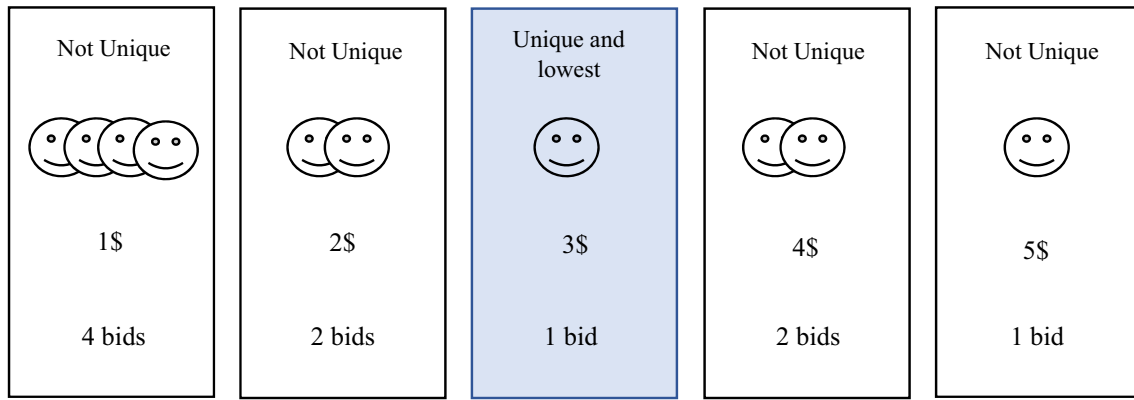 Not Unique
1$
4 bids
Not Unique
2$
2 bids
Unique and
lowest
3$
1 bid
Not Unique
4$
2 bids
Not Unique
5$
1 bid